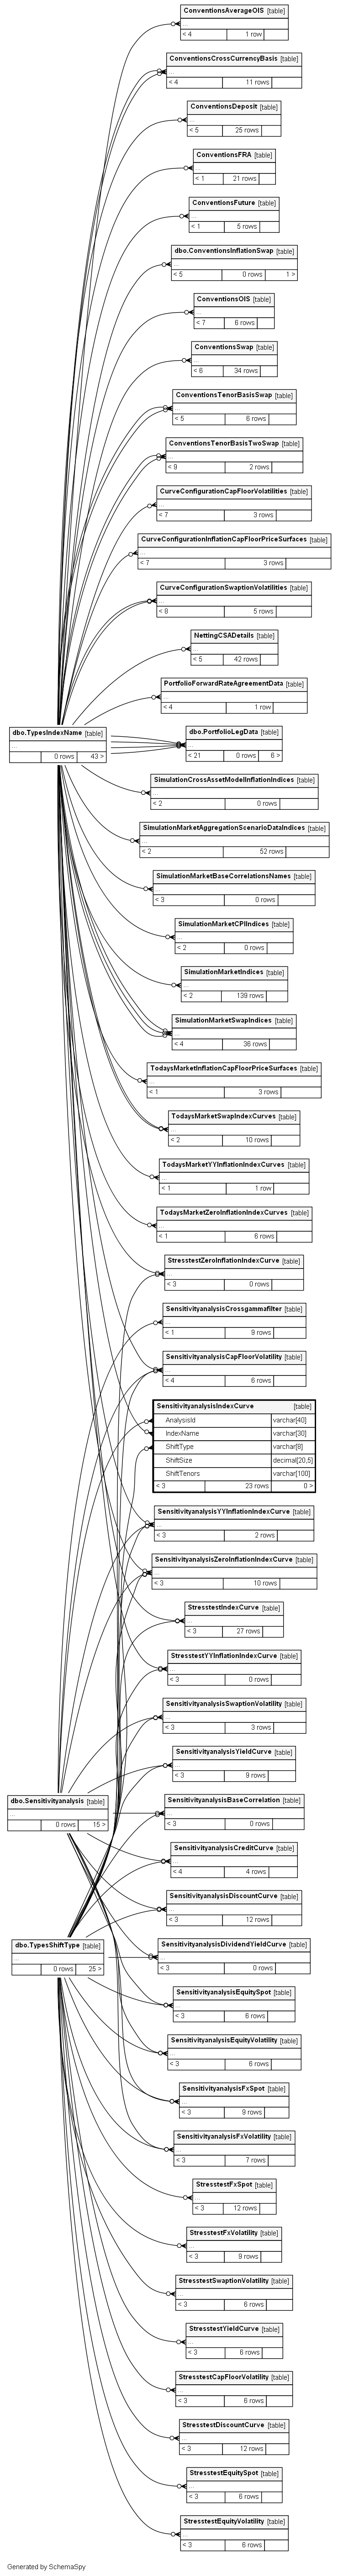 ConventionsAverageOIS [table]
...
< 4 1 row
ConventionsCrossCurrencyBasis [table]
...
< 4 11 rows
ConventionsDeposit [table]
...
< 5 25 rows
ConventionsFRA [table]
...
< 1 21 rows
ConventionsFuture [table]
...
< 1 5 rows
dbo.ConventionsInflationSwap [table]
...
< 5 0 rows 1 >
ConventionsOIS [table]
...
< 7 6 rows
ConventionsSwap [table]
...
< 6 34 rows
ConventionsTenorBasisSwap [table]
...
< 5 6 rows
ConventionsTenorBasisTwoSwap [table]
...
< 9 2 rows
CurveConfigurationCapFloorVolatilities [table]
...
< 7 3 rows
CurveConfigurationInflationCapFloorPriceSurfaces [table]
...
< 7 3 rows
CurveConfigurationSwaptionVolatilities [table]
...
< 8 5 rows
NettingCSADetails [table]
...
< 5 42 rows
PortfolioForwardRateAgreementData [table]
...
< 4 1 row
dbo.TypesIndexName [table]
...
0 rows 43 >
dbo.PortfolioLegData [table]
...
< 21 0 rows 6 >
SimulationCrossAssetModelInflationIndices [table]
...
< 2 0 rows
SimulationMarketAggregationScenarioDataIndices [table]
...
< 2 52 rows
SimulationMarketBaseCorrelationsNames [table]
...
< 3 0 rows
SimulationMarketCPIIndices [table]
...
< 2 0 rows
SimulationMarketIndices [table]
...
< 2 139 rows
SimulationMarketSwapIndices [table]
...
< 4 36 rows
TodaysMarketInflationCapFloorPriceSurfaces [table]
...
< 1 3 rows
TodaysMarketSwapIndexCurves [table]
...
< 2 10 rows
TodaysMarketYYInflationIndexCurves [table]
...
< 1 1 row
TodaysMarketZeroInflationIndexCurves [table]
...
< 1 6 rows
StresstestZeroInflationIndexCurve [table]
...
< 3 0 rows
SensitivityanalysisCrossgammafilter [table]
...
< 1 9 rows
SensitivityanalysisCapFloorVolatility [table]
...
< 4 6 rows
SensitivityanalysisIndexCurve [table]
AnalysisId varchar[40]
IndexName varchar[30]
ShiftType varchar[8]
ShiftSize decimal[20,5]
ShiftTenors varchar[100]
< 3 23 rows 0 >
SensitivityanalysisYYInflationIndexCurve [table]
...
< 3 2 rows
SensitivityanalysisZeroInflationIndexCurve [table]
...
< 3 10 rows
StresstestIndexCurve [table]
...
< 3 27 rows
StresstestYYInflationIndexCurve [table]
...
< 3 0 rows
SensitivityanalysisSwaptionVolatility [table]
...
< 3 3 rows
SensitivityanalysisYieldCurve [table]
...
< 3 9 rows
dbo.Sensitivityanalysis [table]
...
0 rows 15 >
SensitivityanalysisBaseCorrelation [table]
...
< 3 0 rows
SensitivityanalysisCreditCurve [table]
...
< 4 4 rows
SensitivityanalysisDiscountCurve [table]
...
< 3 12 rows
dbo.TypesShiftType [table]
...
0 rows 25 >
SensitivityanalysisDividendYieldCurve [table]
...
< 3 0 rows
SensitivityanalysisEquitySpot [table]
...
< 3 6 rows
SensitivityanalysisEquityVolatility [table]
...
< 3 6 rows
SensitivityanalysisFxSpot [table]
...
< 3 9 rows
SensitivityanalysisFxVolatility [table]
...
< 3 7 rows
StresstestFxSpot [table]
...
< 3 12 rows
StresstestFxVolatility [table]
...
< 3 9 rows
StresstestSwaptionVolatility [table]
...
< 3 6 rows
StresstestYieldCurve [table]
...
< 3 6 rows
StresstestCapFloorVolatility [table]
...
< 3 6 rows
StresstestDiscountCurve [table]
...
< 3 12 rows
StresstestEquitySpot [table]
...
< 3 6 rows
StresstestEquityVolatility [table]
...
< 3 6 rows
Generated by SchemaSpy